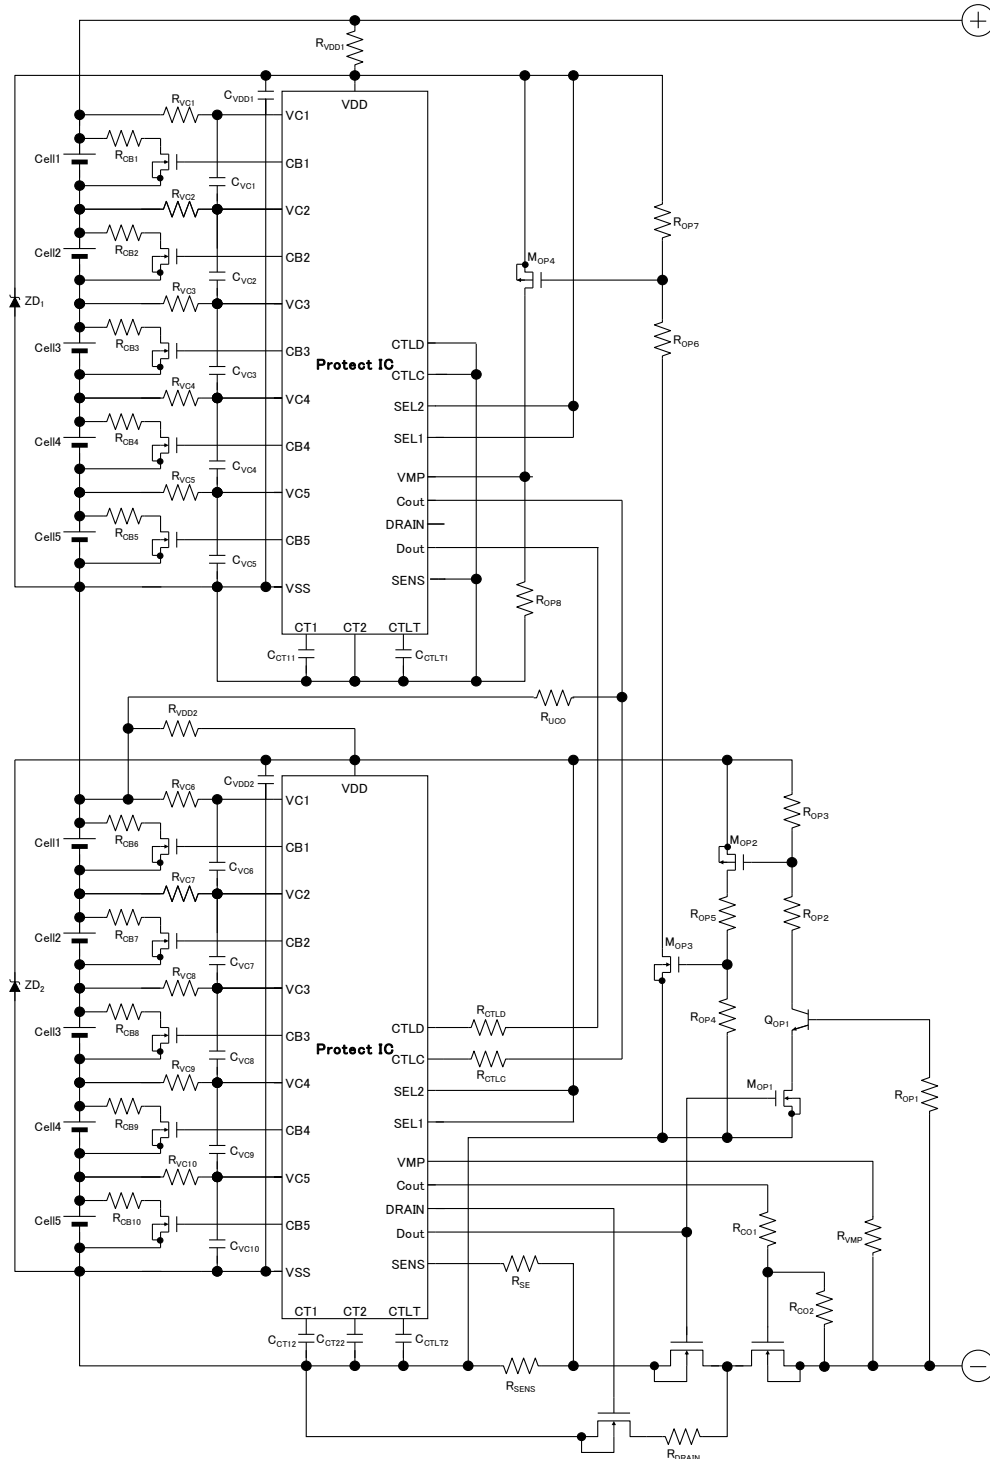 +
RVDD1
CVDD1
VDD
RVC1
VC1
RCB1
Cell1
CB1
CVC1
RVC2
VC2
ROP7
RCB2
Cell2
CB2
MOP4
CVC2
RVC3
VC3
ZD1
ROP6
RCB3
Cell3
CB3
CTLD
Protect IC
CVC3
CTLC
RVC4
VC4
SEL2
RCB4
Cell4
CB4
SEL1
CVC4
RVC5
VC5
VMP
Cout
RCB5
DRAIN
Cell5
CB5
Dout
CVC5
VSS
SENS
ROP8
CT1 CT2 CTLT
CCT11
CCTLT1
RUCO
RVDD2
CVDD2
VDD
RVC6
VC1
ROP3
RCB6
Cell1
CB1
MOP2
CVC6
RVC7
VC2
ROP5
ROP2
RCB7
Cell2
CB2
MOP3
CVC7
RVC8
VC3
ZD2
RCTLD
ROP4
QOP1
RCB8
Cell3
CB3
CTLD
Protect IC
CVC8
CTLC
RCTLC
RVC9
VC4
SEL2
MOP1
ROP1
RCB9
Cell4
CB4
SEL1
CVC9
RVC10
VC5
VMP
Cout
RCB10
DRAIN
Cell5
CB5
Dout
RCO1
RVMP
CVC10
VSS
SENS
RSE
RCO2
CT1 CT2 CTLT
CCT12
CCT22
CCTLT2
RSENS
−
RDRAIN